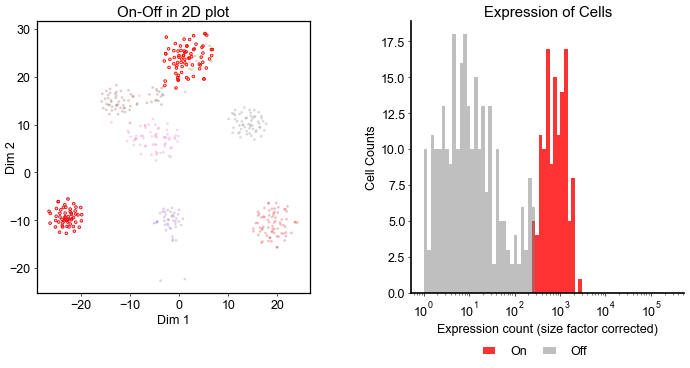 On-Off in 2D plot
30
20
10
0
−10
−20
Dim 2
−20 −10 0 10 20
Dim 1
Expression of Cells
17.5
15.0
12.5
10.0
7.5
5.0
2.5
0.0
Cell Counts
10^0 10^1 10^2 10^3 10^4 10^5
Expression count (size factor corrected)
On Off